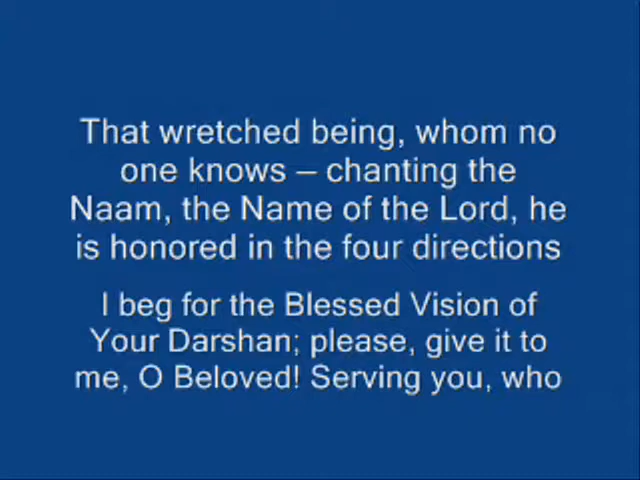 That wretched being, whom no
one knows – chanting the
Naam, the Name of the Lord, he
is honored in the four directions
I beg for the Blessed Vision of
Your Darshan; please, give it to
me, O Beloved! Serving you, who